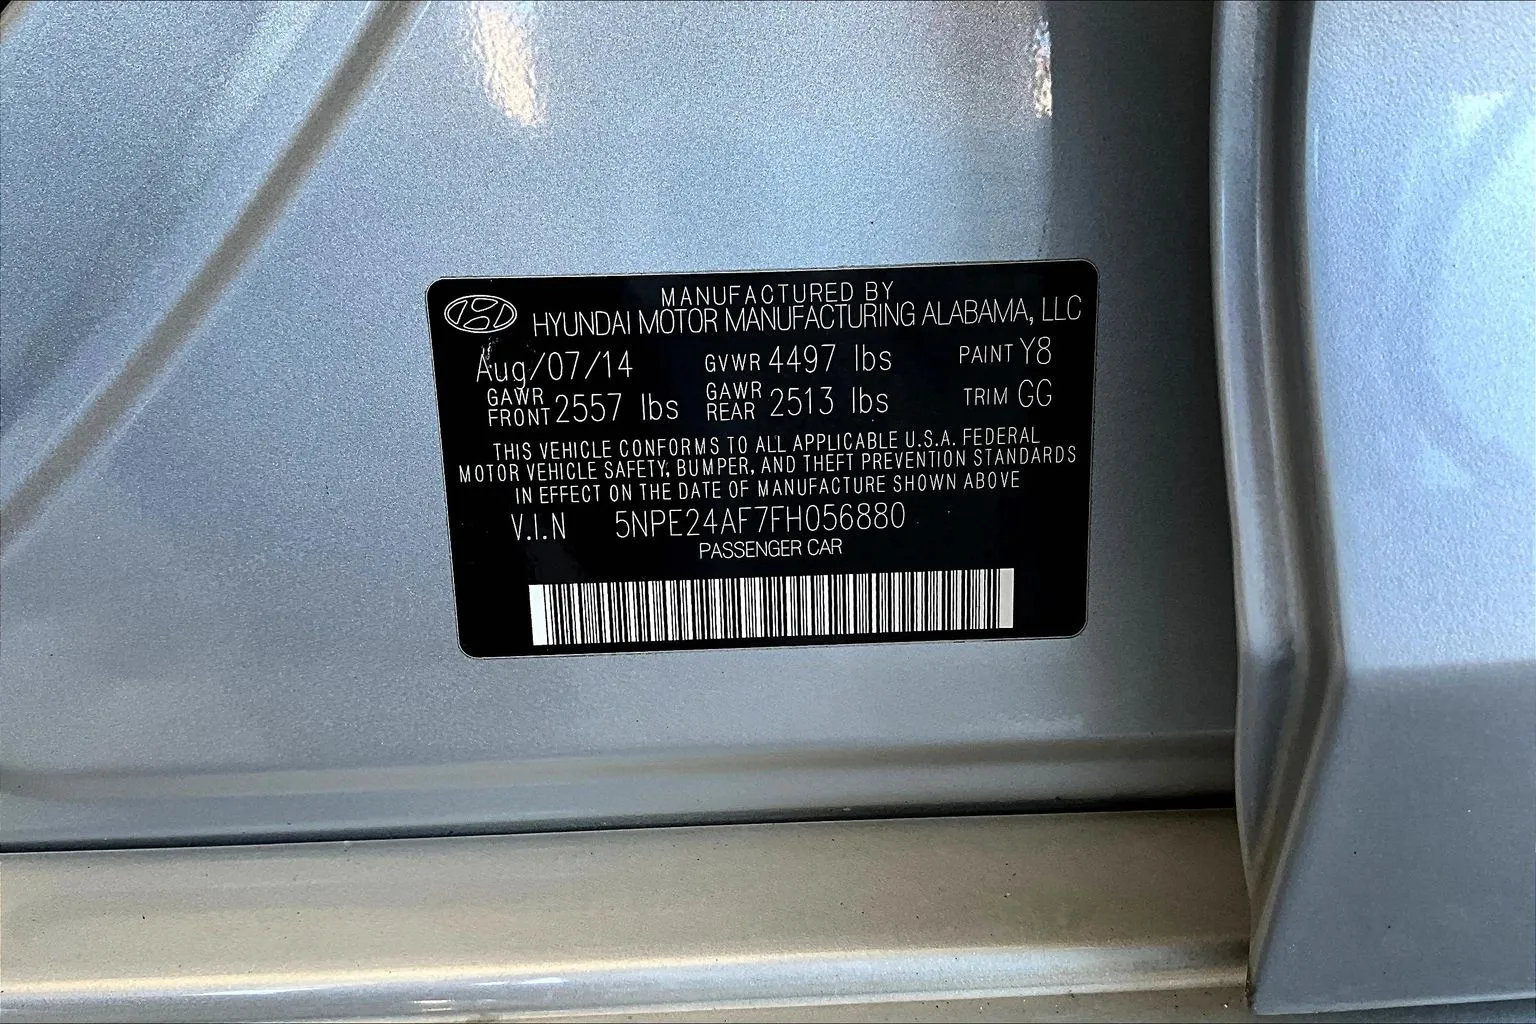 MANUFACTURED BY
HYUNDAI MOTOR MANUFACTURING ALABAMA, LLC
Aug/07/14 GVWR 4497 lbs PAINT Y8
GAWR FRONT 2557 lbs GAWR REAR 2513 lbs TRIM GG
THIS VEHICLE CONFORMS TO ALL APPLICABLE U.S.A. FEDERAL
MOTOR VEHICLE SAFETY, BUMPER, AND THEFT PREVENTION STANDARDS
IN EFFECT ON THE DATE OF MANUFACTURE SHOWN ABOVE
V.I.N 5NPE24AF7FH056880
PASSENGER CAR